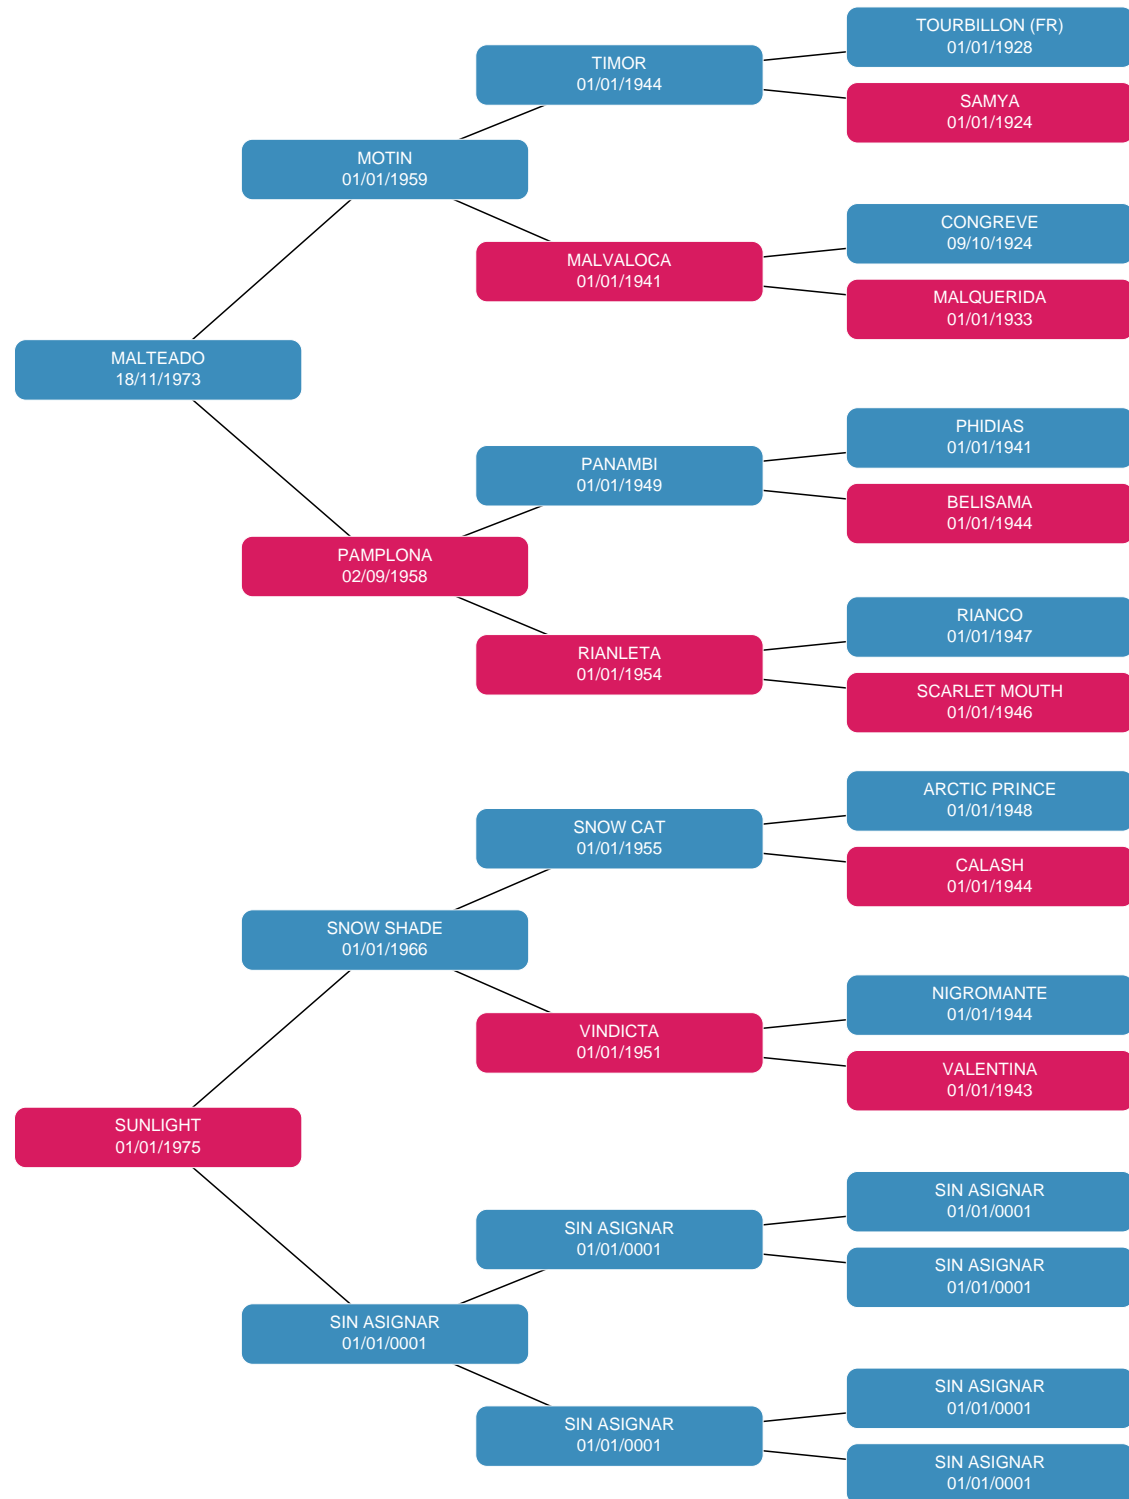 TOURBILLON (FR)
01/01/1928
TIMOR
01/01/1944
SAMYA
01/01/1924
MOTIN
01/01/1959
CONGREVE
09/10/1924
MALVALOCA
01/01/1941
MALQUERIDA
01/01/1933
MALTEADO
18/11/1973
PHIDIAS
01/01/1941
PANAMBI
01/01/1949
BELISAMA
01/01/1944
PAMPLONA
02/09/1958
RIANCO
01/01/1947
RIANLETA
01/01/1954
SCARLET MOUTH
01/01/1946
ARCTIC PRINCE
01/01/1948
SNOW CAT
01/01/1955
CALASH
01/01/1944
SNOW SHADE
01/01/1966
NIGROMANTE
01/01/1944
VINDICTA
01/01/1951
VALENTINA
01/01/1943
SUNLIGHT
01/01/1975
SIN ASIGNAR
01/01/0001
SIN ASIGNAR
01/01/0001
SIN ASIGNAR
01/01/0001
SIN ASIGNAR
01/01/0001
SIN ASIGNAR
01/01/0001
SIN ASIGNAR
01/01/0001
SIN ASIGNAR
01/01/0001